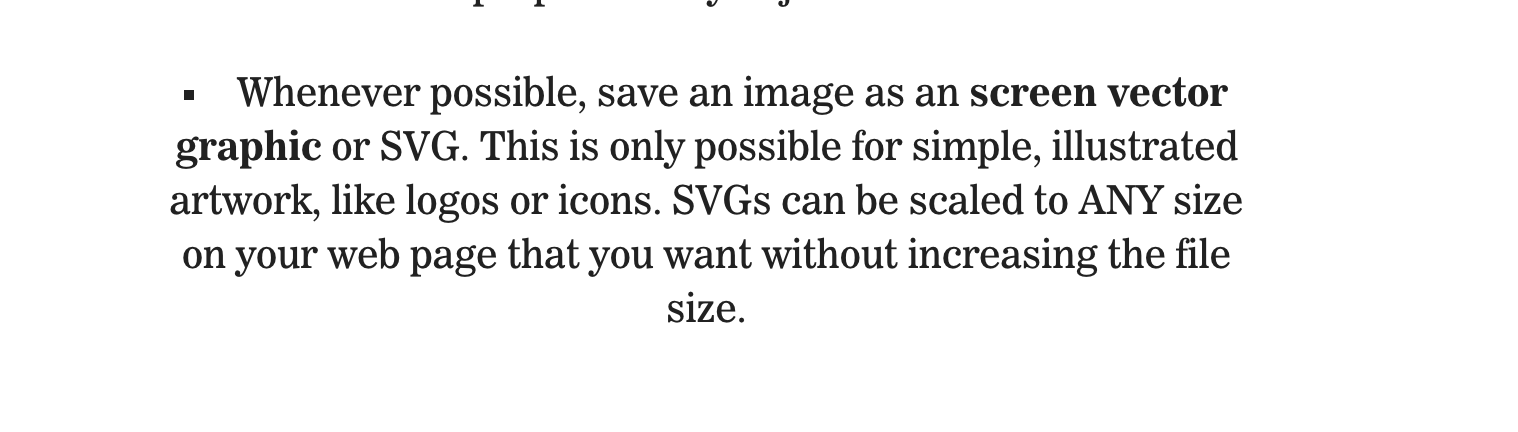 ▪ Whenever possible, save an image as an screen vector
graphic or SVG. This is only possible for simple, illustrated
artwork, like logos or icons. SVGs can be scaled to ANY size
on your web page that you want without increasing the file
size.